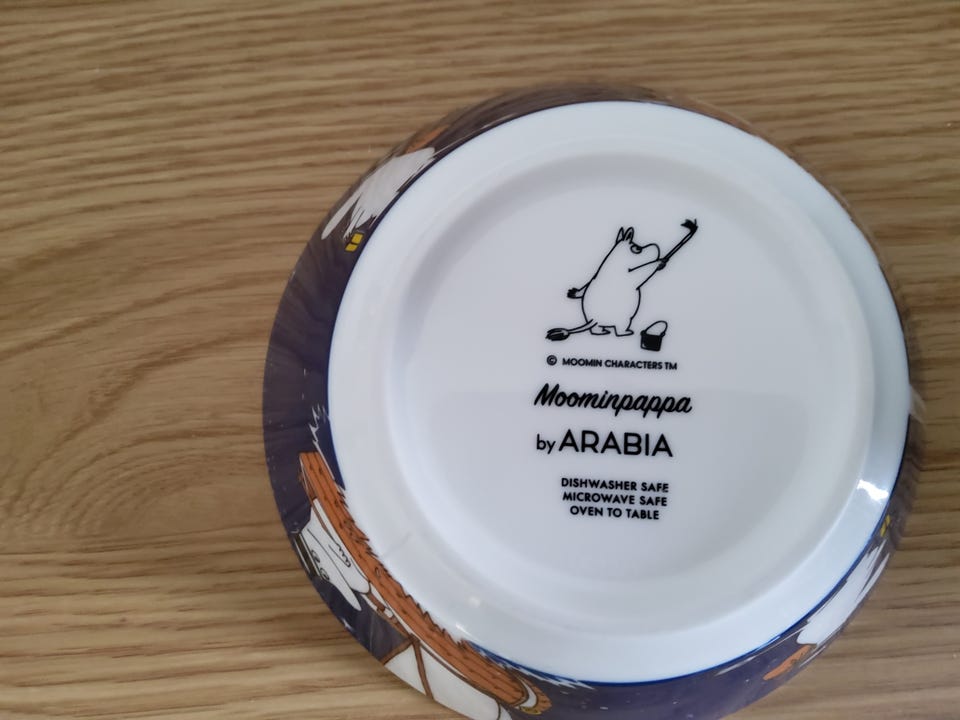 © MOOMIN CHARACTERS TM
Moominpappa
by ARABIA
DISHWASHER SAFE
MICROWAVE SAFE
OVEN TO TABLE